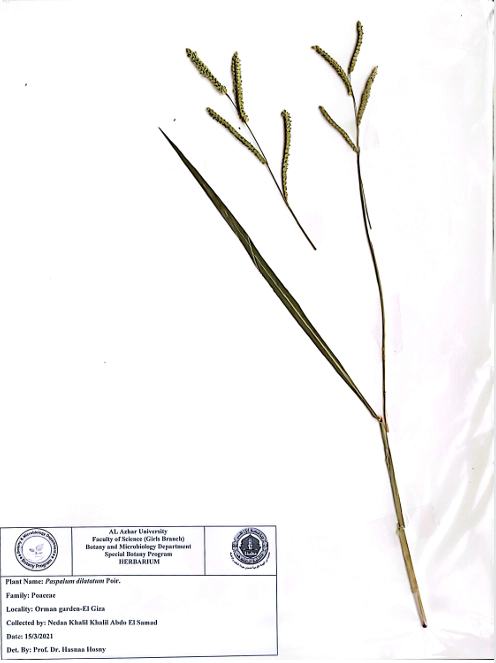 AL Azhar University
Faculty of Science (Girls Branch)
Botany and Microbiology Department
Special Botany Program
HERBARIUM
Plant Name: Paspalum dilatatum Poir.
Family: Poaceae
Locality: Orman garden-El Giza
Collected by: Nedaa Khalil Khalil Abdo El Samad
Date: 15/3/2021
Det. By: Prof. Dr. Hasnaa Hosny